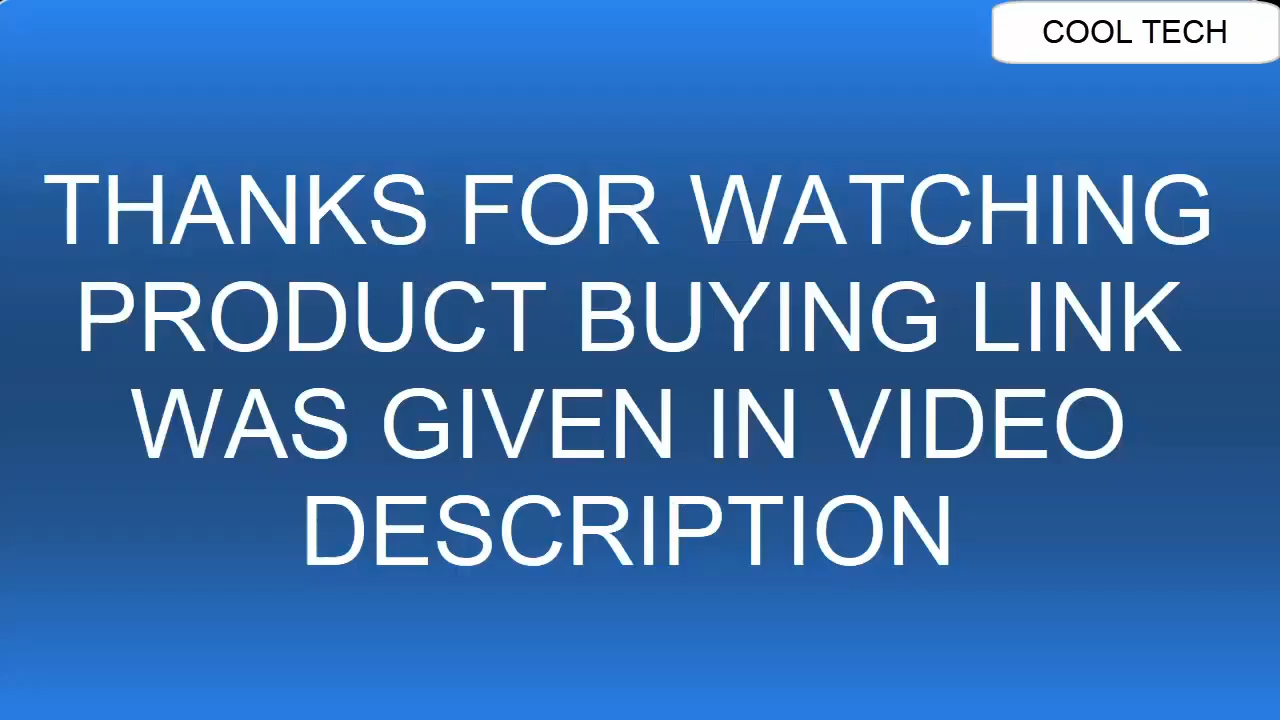 COOL TECH
THANKS FOR WATCHING
PRODUCT BUYING LINK
WAS GIVEN IN VIDEO
DESCRIPTION